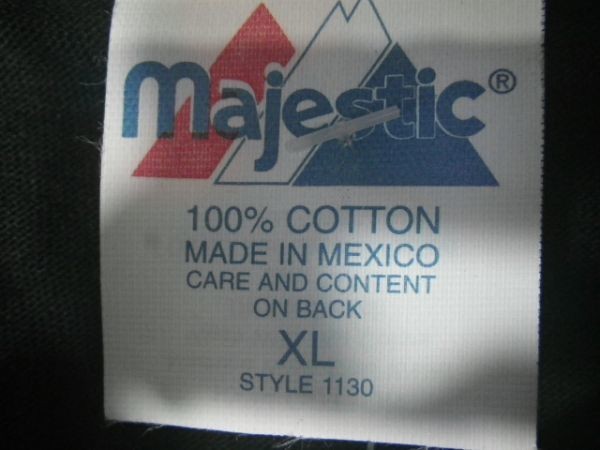 Majestic®
100% COTTON
MADE IN MEXICO
CARE AND CONTENT
ON BACK
XL
STYLE 1130